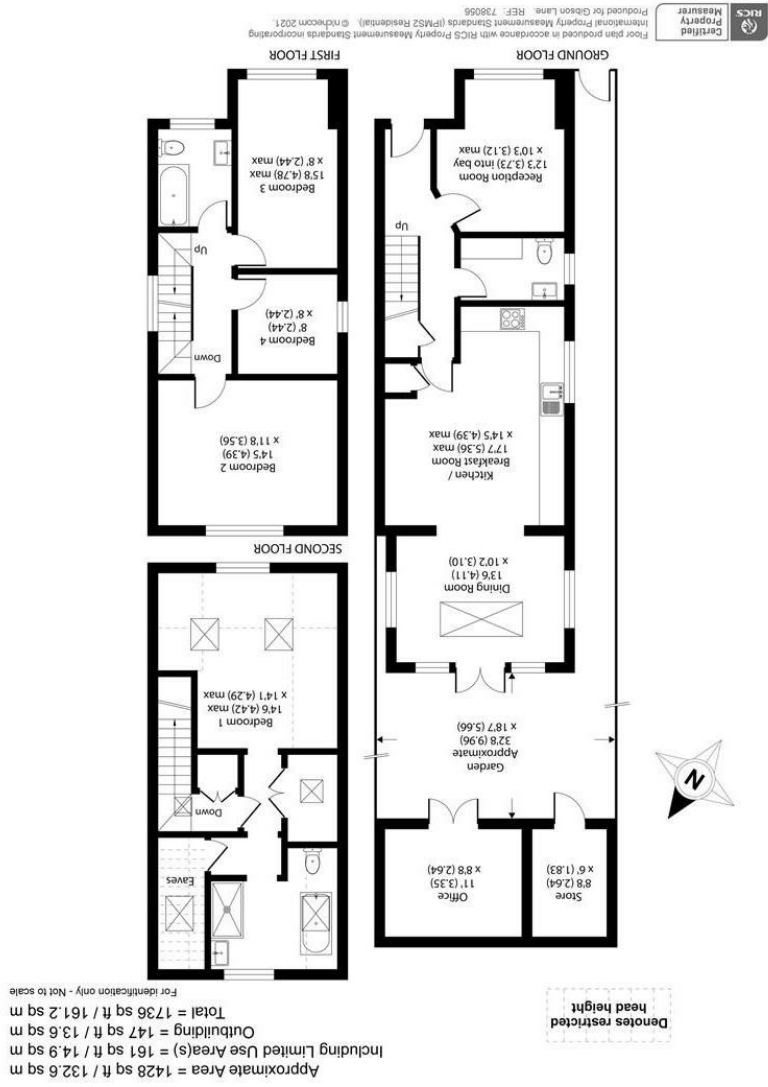 Approximate Area = 1428 sq ft / 132.6 sq m
Including Limited Use Area(s) = 161 sq ft / 14.9 sq m
Outbuilding = 147 sq ft / 13.6 sq m
Total = 1736 sq ft / 161.2 sq m
For identification only - Not to scale
Denotes restricted
head height
Store
8'8 (2.64)
x 6' (1.83)
Office
11' (3.35)
x 8'8 (2.64)
Eaves
Down
Bedroom 1
14'6 (4.42) max
x 14'1 (4.29) max
SECOND FLOOR
N
Garden
Approximate
32'8 (9.96)
x 18'7 (5.66)
Dining Room
13'6 (4.11)
x 10'2 (3.10)
Kitchen /
Breakfast Room
17'7 (5.36) max
x 14'5 (4.39) max
Up
Reception Room
12'3 (3.73) into bay
x 10'3 (3.12) max
GROUND FLOOR
Bedroom 2
14'5 (4.39)
x 11'8 (3.56)
Down
Bedroom 4
8' (2.44)
x 8' (2.44)
Up
Bedroom 3
15'8 (4.78) max
x 8' (2.44) max
FIRST FLOOR
RICS
Certified
Property
Measurer
Floor plan produced in accordance with RICS Property Measurement Standards incorporating
International Property Measurement Standards (IPMS2 Residential). © nichecom 2021.
Produced for Gibson Lane. REF: 738056